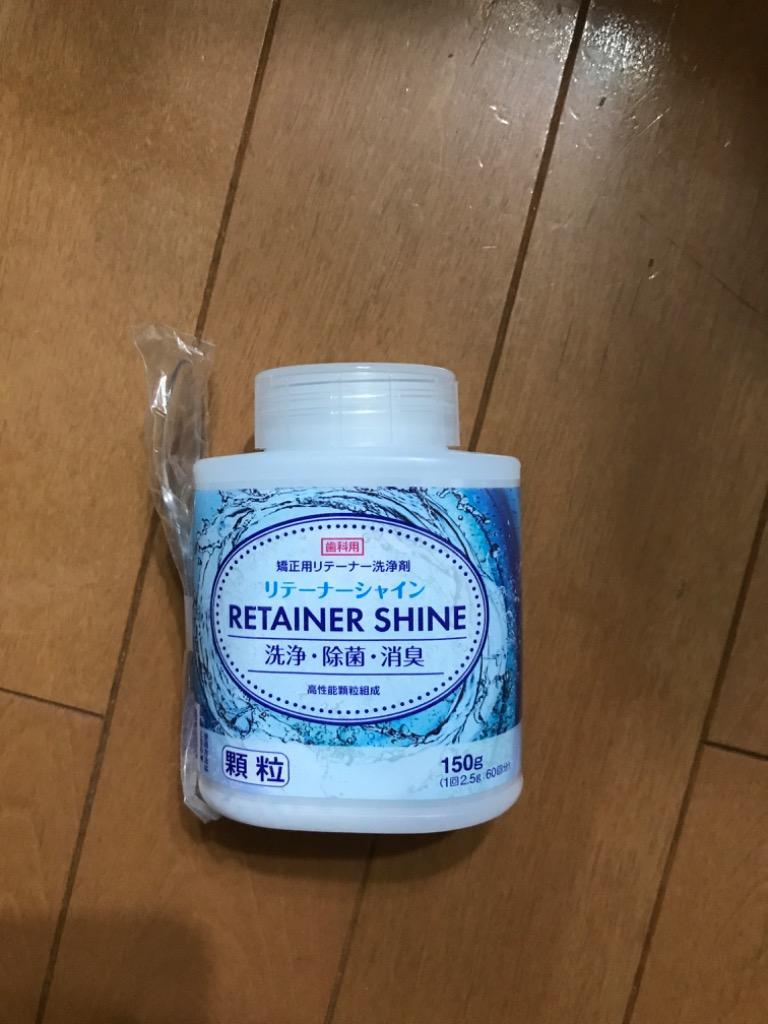 歯科用
矯正用リテーナー洗浄剤
リテーナーシャイン
RETAINER SHINE
洗浄・除菌・消臭
高性能顆粒組成
顆粒
150g
(1回2.5g 60回分)